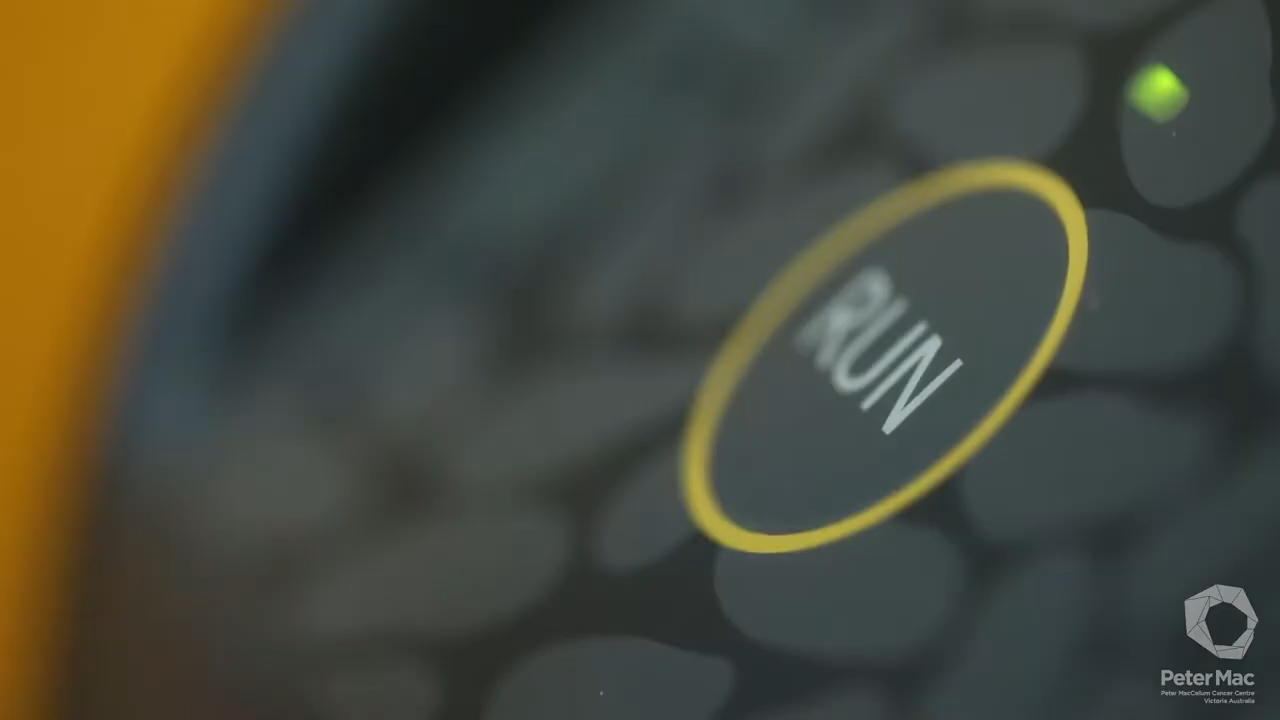 RUN
Peter Mac
Peter MacCallum Cancer Centre
Victoria Australia